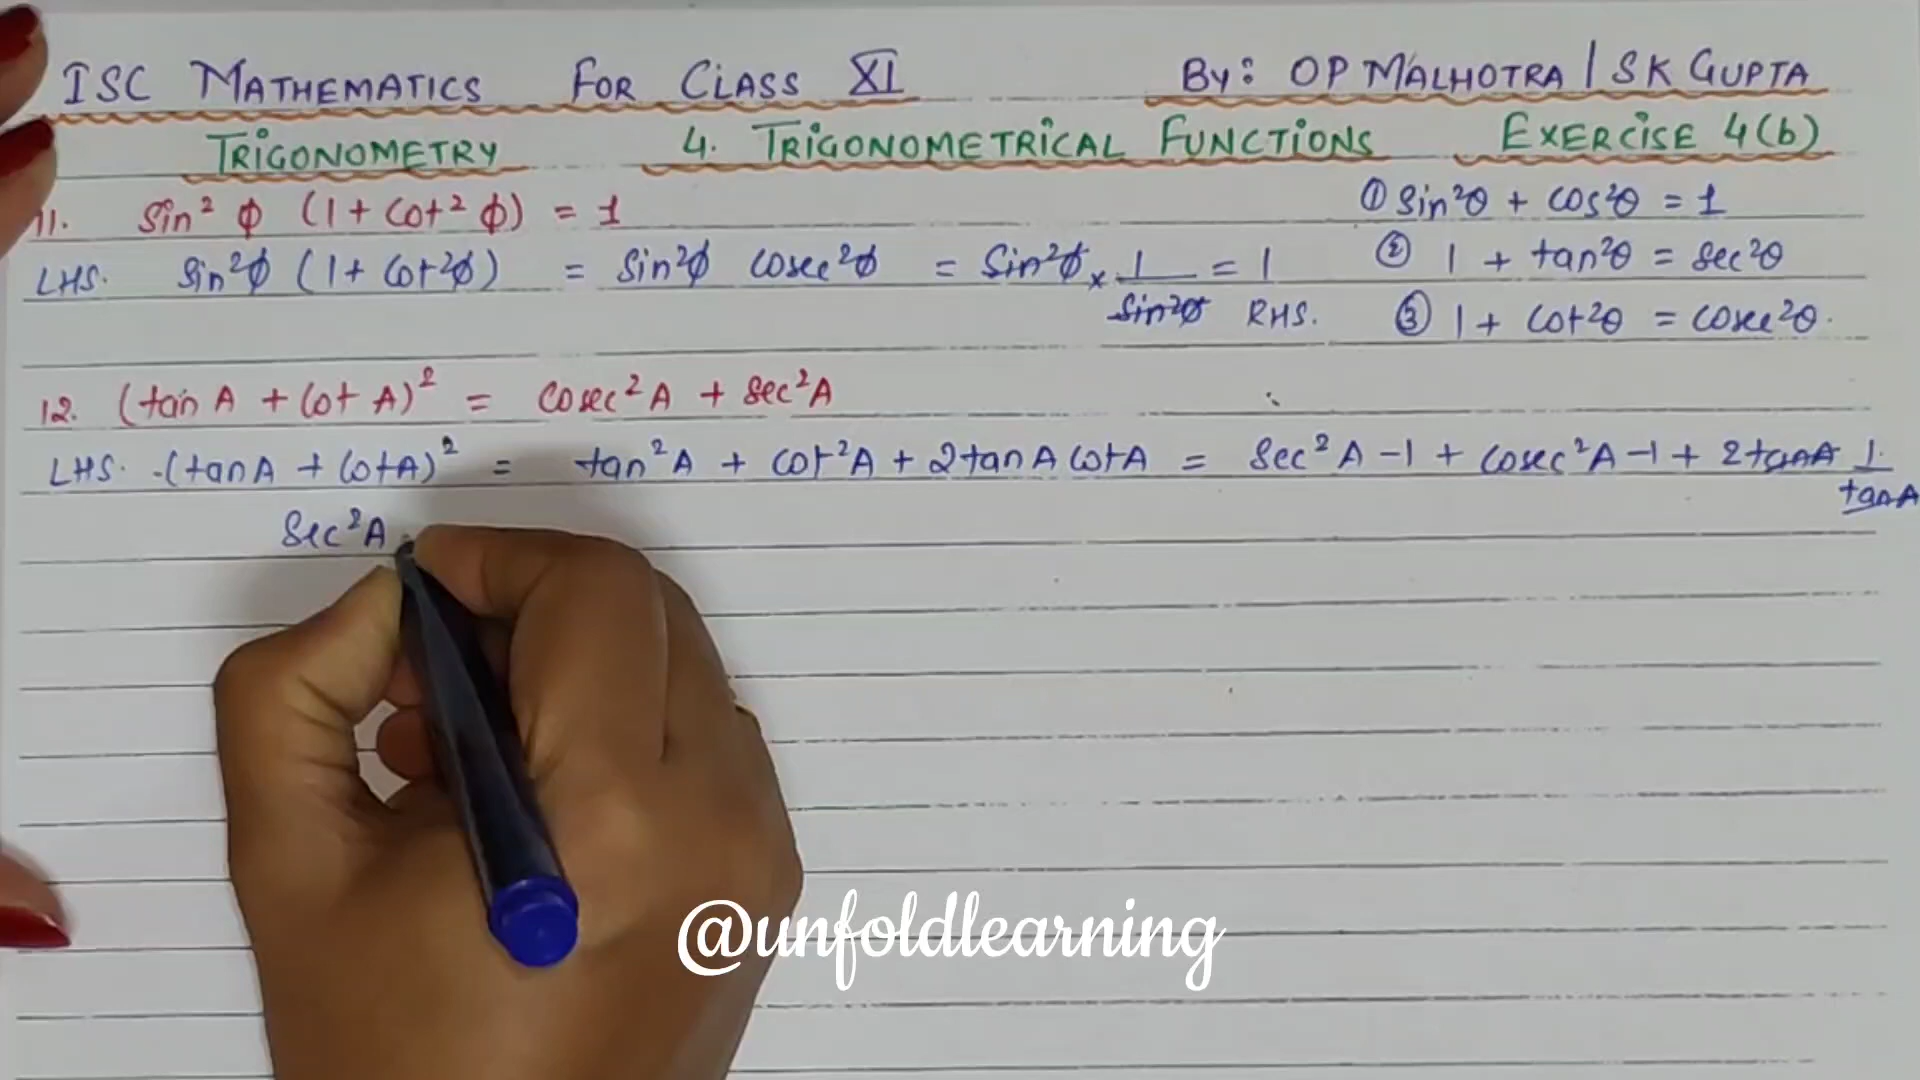 ISC MATHEMATICS FOR CLASS XI BY: OP MALHOTRA | SK GUPTA
TRIGONOMETRY 4. TRIGONOMETRICAL FUNCTIONS EXERCISE 4(b)
11. Sin² φ (1 + Cot² φ) = 1 ① Sin²θ + cos²θ = 1
LHS. Sin²φ (1 + Cot²φ) = Sin²φ Cosec²φ = Sin²φ × 1/Sin²φ = 1 RHS. ② 1 + tan²θ = sec²θ
③ 1 + Cot²θ = Cosec²θ.
12. (tan A + Cot A)² = Cosec² A + Sec² A
LHS. (tan A + Cot A)² = tan² A + cot² A + 2 tan A cot A = Sec² A - 1 + Cosec² A - 1 + 2 tan A 1/tan A
Sec² A
@unfoldlearning